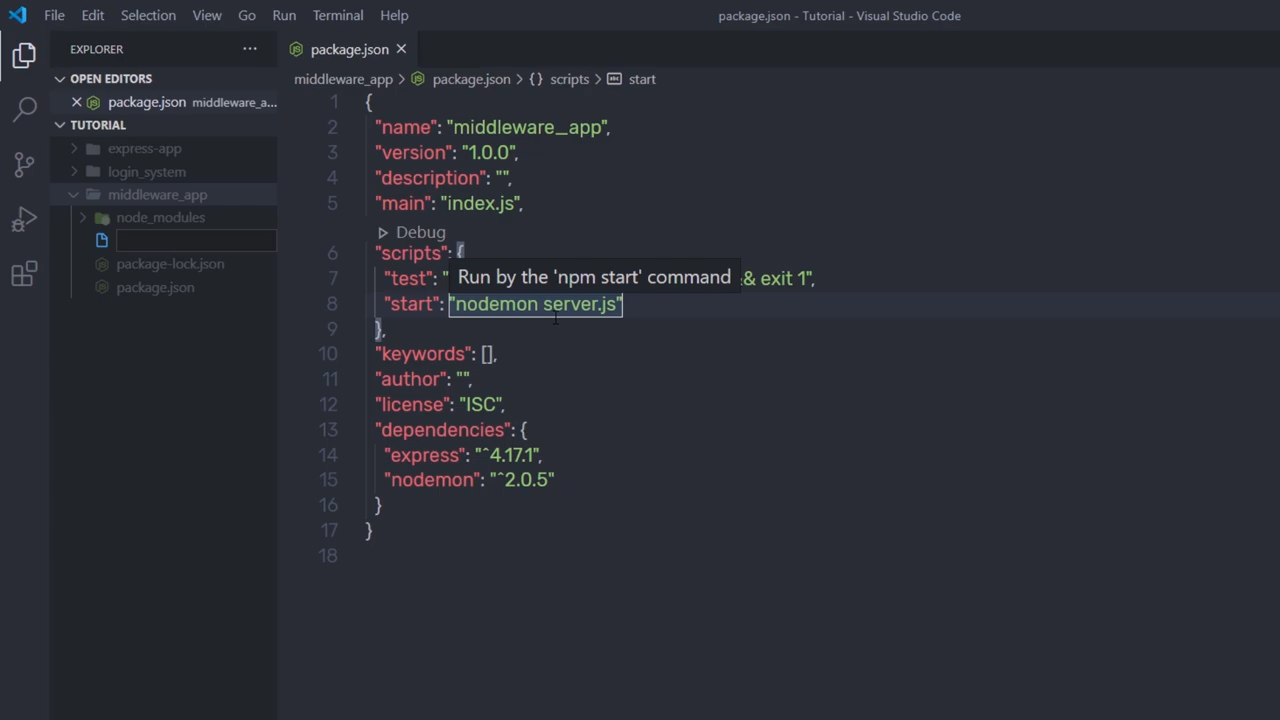 File Edit Selection View Go Run Terminal Help package.json - Tutorial - Visual Studio Code
EXPLORER ···
OPEN EDITORS
package.json middleware_a...
TUTORIAL
express-app
login_system
middleware_app
node_modules
package-lock.json
package.json
package.json
middleware_app > package.json > {} scripts > abc start
1 {
2 "name": "middleware_app",
3 "version": "1.0.0",
4 "description": "",
5 "main": "index.js",
Debug
6 "scripts": {
Run by the 'npm start' command
7 "test": " && exit 1",
8 "start": "nodemon server.js"
9 },
10 "keywords": [],
11 "author": "",
12 "license": "ISC",
13 "dependencies": {
14 "express": "^4.17.1",
15 "nodemon": "^2.0.5"
16 }
17 }
18